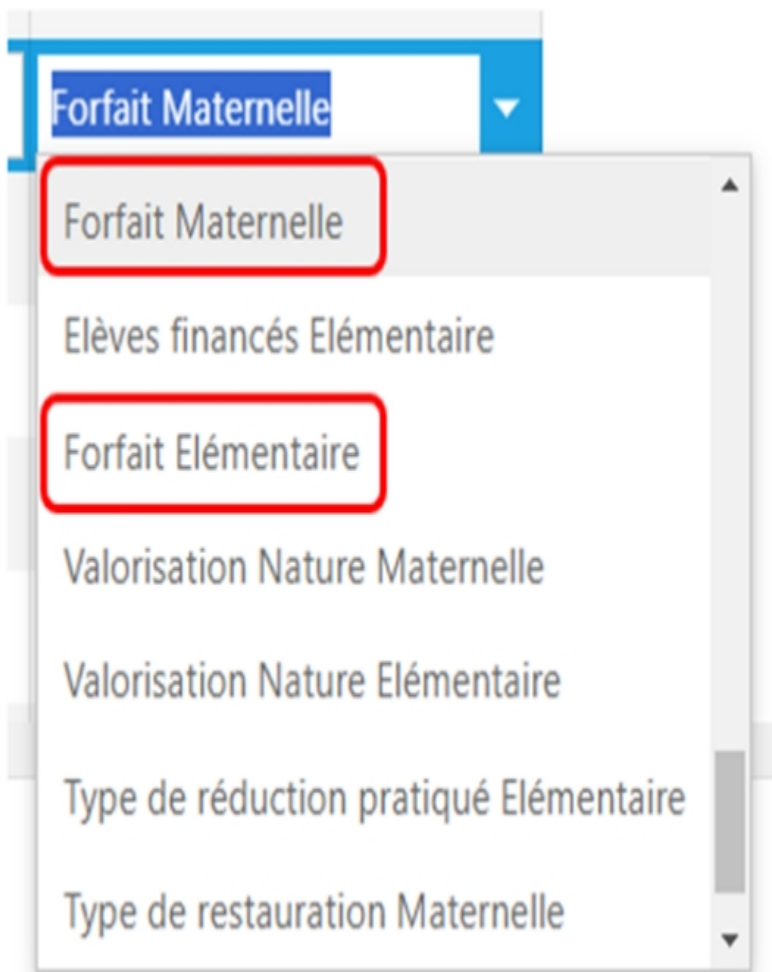 Forfait Maternelle
Forfait Maternelle
Elèves financés Elémentaire
Forfait Elémentaire
Valorisation Nature Maternelle
Valorisation Nature Elémentaire
Type de réduction pratiqué Elémentaire
Type de restauration Maternelle